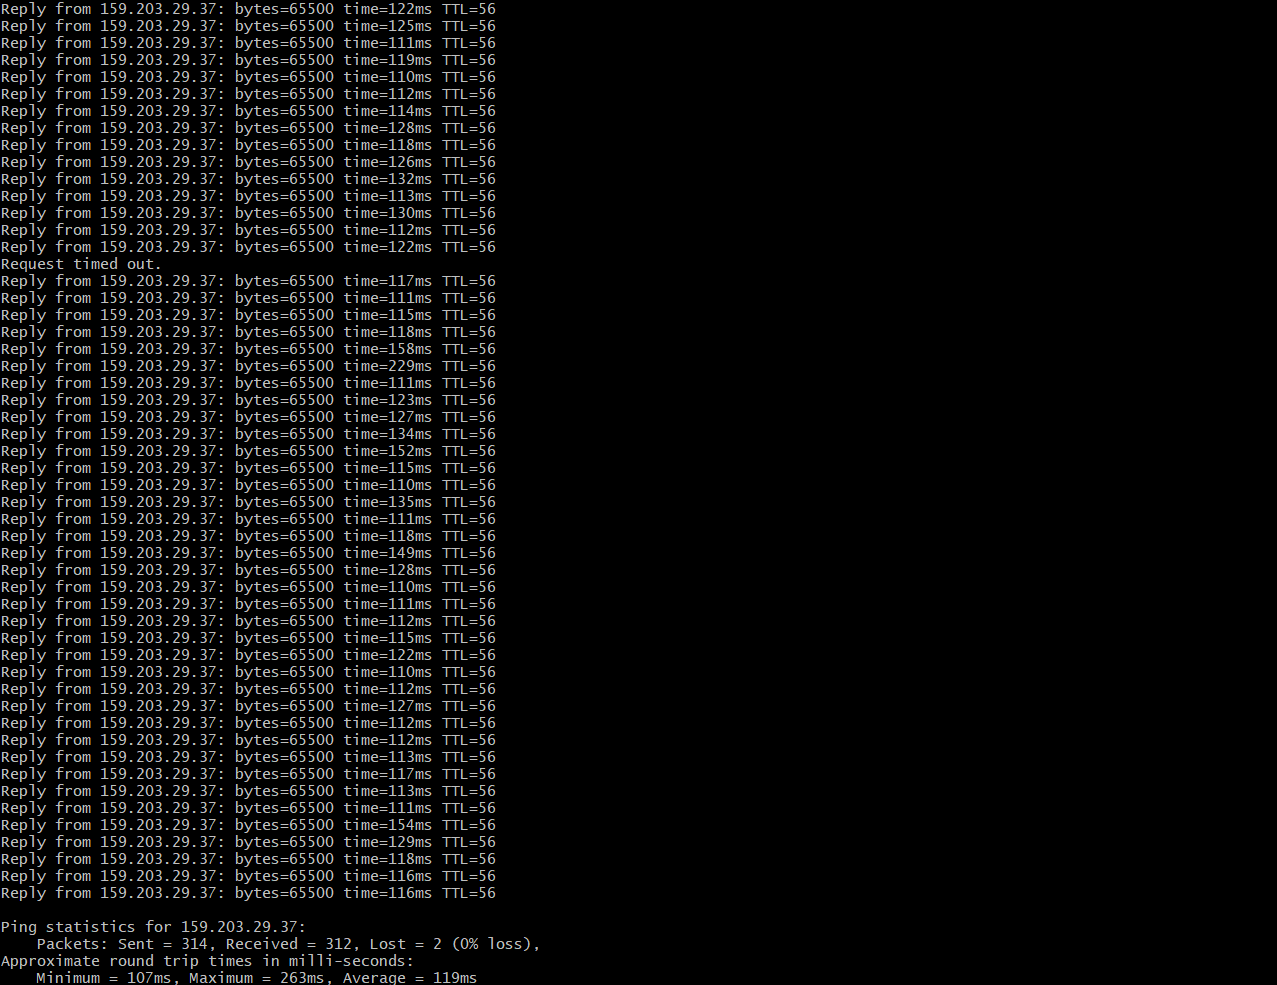 Reply from 159.203.29.37: bytes=65500 time=122ms TTL=56
Reply from 159.203.29.37: bytes=65500 time=125ms TTL=56
Reply from 159.203.29.37: bytes=65500 time=111ms TTL=56
Reply from 159.203.29.37: bytes=65500 time=119ms TTL=56
Reply from 159.203.29.37: bytes=65500 time=110ms TTL=56
Reply from 159.203.29.37: bytes=65500 time=112ms TTL=56
Reply from 159.203.29.37: bytes=65500 time=114ms TTL=56
Reply from 159.203.29.37: bytes=65500 time=128ms TTL=56
Reply from 159.203.29.37: bytes=65500 time=118ms TTL=56
Reply from 159.203.29.37: bytes=65500 time=126ms TTL=56
Reply from 159.203.29.37: bytes=65500 time=132ms TTL=56
Reply from 159.203.29.37: bytes=65500 time=113ms TTL=56
Reply from 159.203.29.37: bytes=65500 time=130ms TTL=56
Reply from 159.203.29.37: bytes=65500 time=112ms TTL=56
Reply from 159.203.29.37: bytes=65500 time=122ms TTL=56
Request timed out.
Reply from 159.203.29.37: bytes=65500 time=117ms TTL=56
Reply from 159.203.29.37: bytes=65500 time=111ms TTL=56
Reply from 159.203.29.37: bytes=65500 time=115ms TTL=56
Reply from 159.203.29.37: bytes=65500 time=118ms TTL=56
Reply from 159.203.29.37: bytes=65500 time=158ms TTL=56
Reply from 159.203.29.37: bytes=65500 time=229ms TTL=56
Reply from 159.203.29.37: bytes=65500 time=111ms TTL=56
Reply from 159.203.29.37: bytes=65500 time=123ms TTL=56
Reply from 159.203.29.37: bytes=65500 time=127ms TTL=56
Reply from 159.203.29.37: bytes=65500 time=134ms TTL=56
Reply from 159.203.29.37: bytes=65500 time=152ms TTL=56
Reply from 159.203.29.37: bytes=65500 time=115ms TTL=56
Reply from 159.203.29.37: bytes=65500 time=110ms TTL=56
Reply from 159.203.29.37: bytes=65500 time=135ms TTL=56
Reply from 159.203.29.37: bytes=65500 time=111ms TTL=56
Reply from 159.203.29.37: bytes=65500 time=118ms TTL=56
Reply from 159.203.29.37: bytes=65500 time=149ms TTL=56
Reply from 159.203.29.37: bytes=65500 time=128ms TTL=56
Reply from 159.203.29.37: bytes=65500 time=110ms TTL=56
Reply from 159.203.29.37: bytes=65500 time=111ms TTL=56
Reply from 159.203.29.37: bytes=65500 time=112ms TTL=56
Reply from 159.203.29.37: bytes=65500 time=115ms TTL=56
Reply from 159.203.29.37: bytes=65500 time=122ms TTL=56
Reply from 159.203.29.37: bytes=65500 time=110ms TTL=56
Reply from 159.203.29.37: bytes=65500 time=112ms TTL=56
Reply from 159.203.29.37: bytes=65500 time=127ms TTL=56
Reply from 159.203.29.37: bytes=65500 time=112ms TTL=56
Reply from 159.203.29.37: bytes=65500 time=112ms TTL=56
Reply from 159.203.29.37: bytes=65500 time=113ms TTL=56
Reply from 159.203.29.37: bytes=65500 time=117ms TTL=56
Reply from 159.203.29.37: bytes=65500 time=113ms TTL=56
Reply from 159.203.29.37: bytes=65500 time=111ms TTL=56
Reply from 159.203.29.37: bytes=65500 time=154ms TTL=56
Reply from 159.203.29.37: bytes=65500 time=129ms TTL=56
Reply from 159.203.29.37: bytes=65500 time=118ms TTL=56
Reply from 159.203.29.37: bytes=65500 time=116ms TTL=56
Reply from 159.203.29.37: bytes=65500 time=116ms TTL=56

Ping statistics for 159.203.29.37:
    Packets: Sent = 314, Received = 312, Lost = 2 (0% loss),
Approximate round trip times in milli-seconds:
    Minimum = 107ms, Maximum = 263ms, Average = 119ms